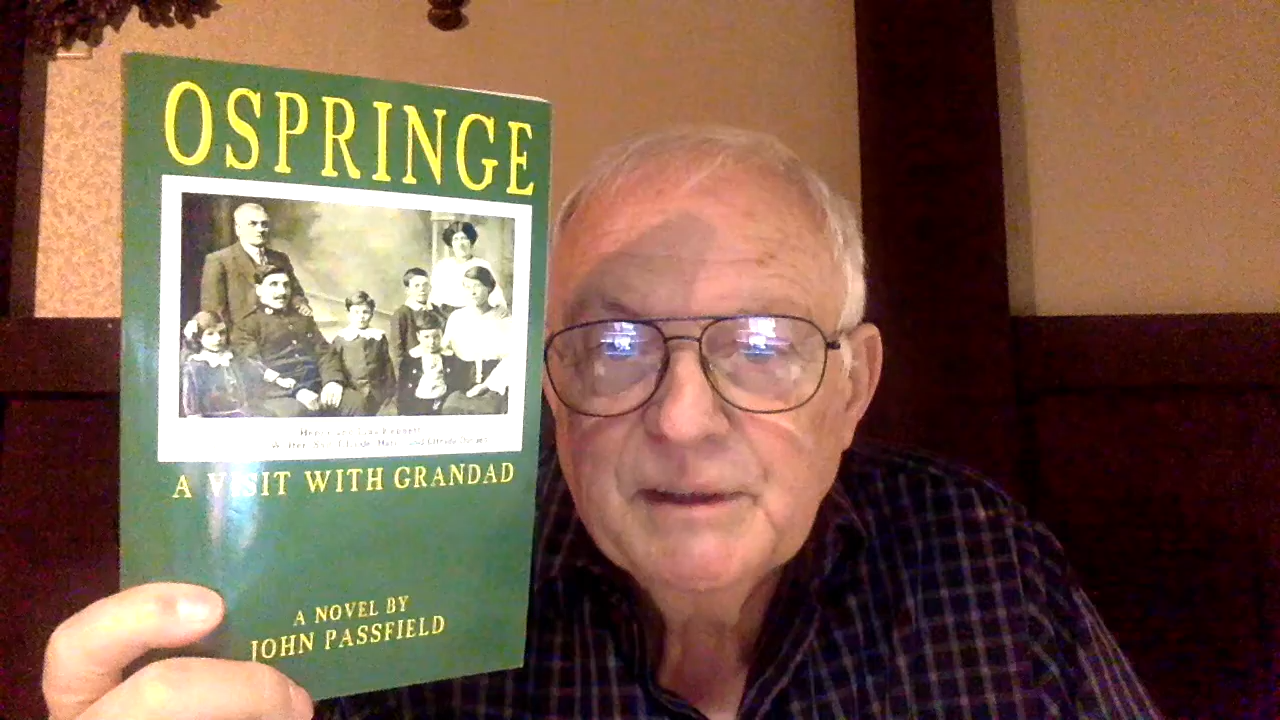 OSPRINGE
A VISIT WITH GRANDAD
A NOVEL BY
JOHN PASSFIELD